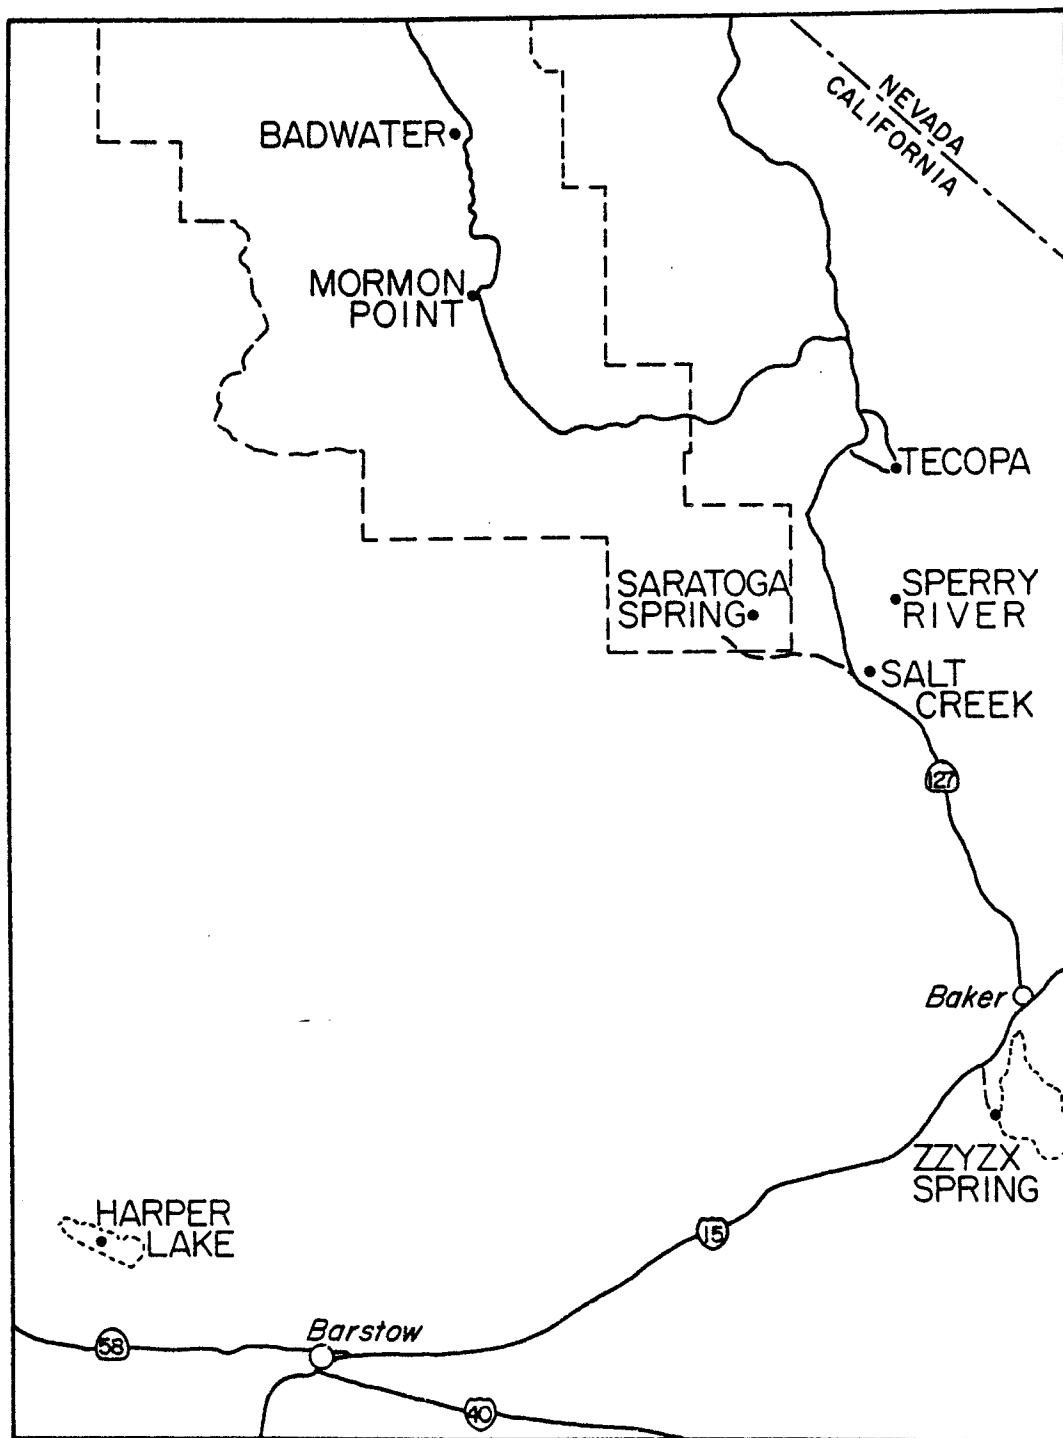 NEVADA
CALIFORNIA
BADWATER
MORMON
POINT
TECOPA
SARATOGA
SPRING
SPERRY
RIVER
SALT
CREEK
127
Baker
ZZYZX
SPRING
HARPER
LAKE
15
58
Barstow
40